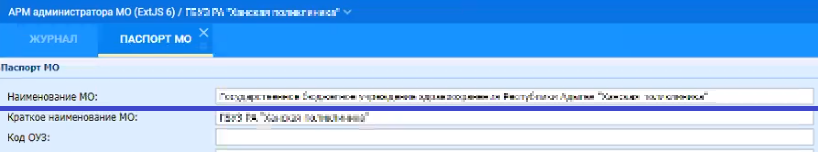 АРМ администратора МО (ExtJS 6) / ГБУЗ РА "Ханская поликлиника"
ЖУРНАЛ ПАСПОРТ МО
Паспорт МО
Наименование МО: Государственное бюджетное учреждение здравоохранения Республики Адыгея "Ханская поликлиника"
Краткое наименование МО: ГБУЗ РА "Ханская поликлиника"
Код ОУЗ: